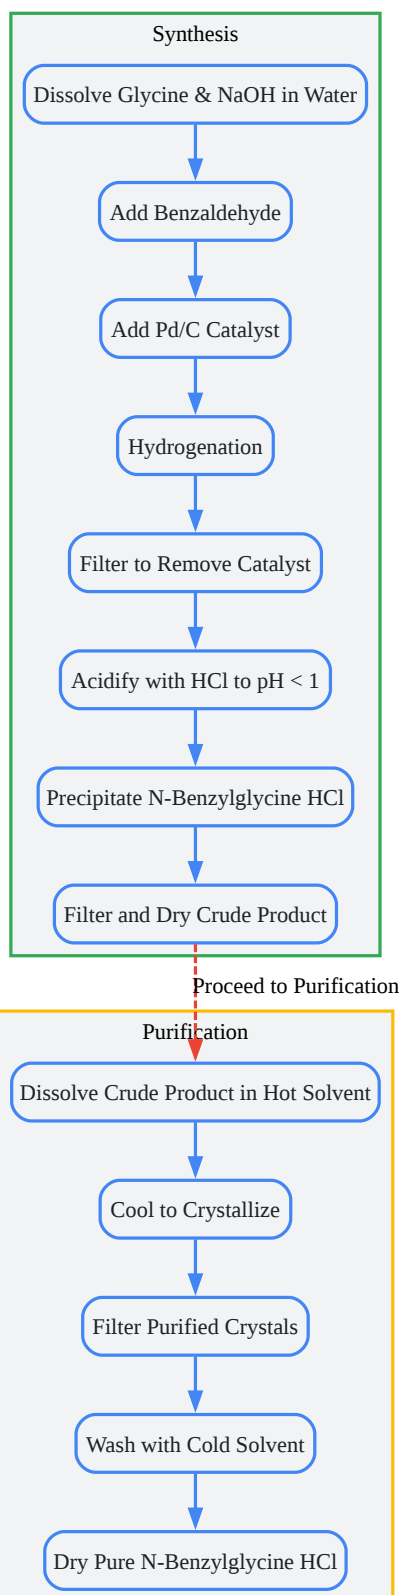 Synthesis
Dissolve Glycine & NaOH in Water
Add Benzaldehyde
Add Pd/C Catalyst
Hydrogenation
Filter to Remove Catalyst
Acidify with HCl to pH < 1
Precipitate N-Benzylglycine HCl
Filter and Dry Crude Product
Proceed to Purification
Purification
Dissolve Crude Product in Hot Solvent
Cool to Crystallize
Filter Purified Crystals
Wash with Cold Solvent
Dry Pure N-Benzylglycine HCl